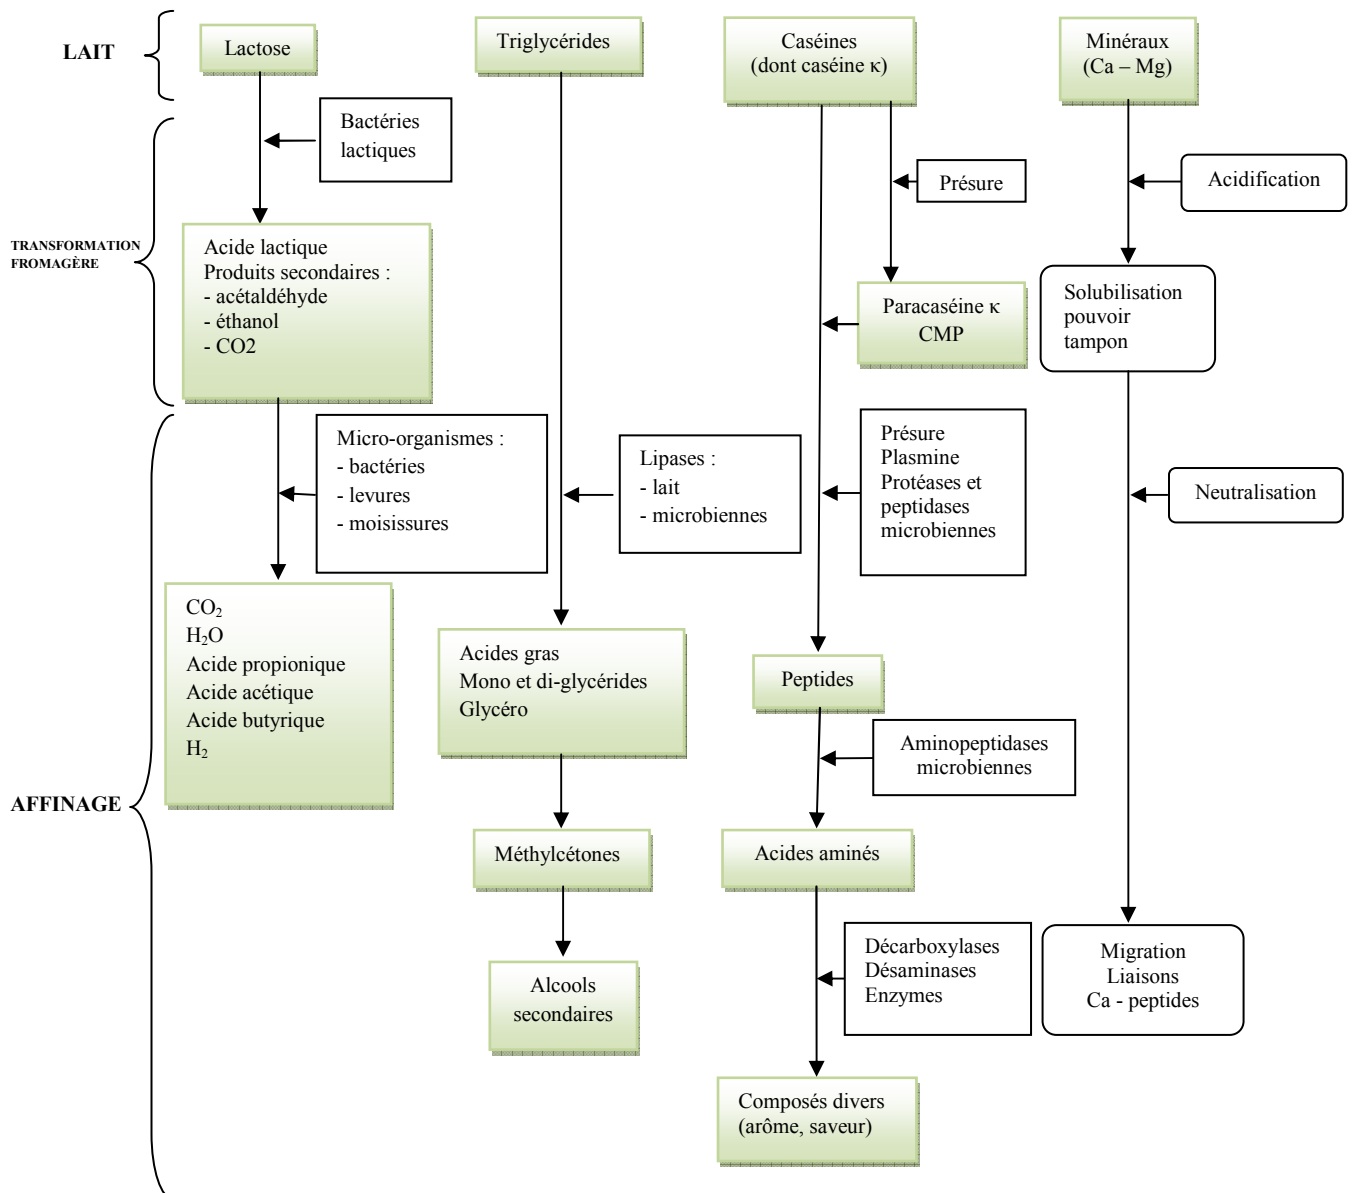 LAIT
Lactose
Triglycérides
Caséines
(dont caséine κ)
Minéraux
(Ca – Mg)
TRANSFORMATION
FROMAGÈRE
Bactéries
lactiques
Présure
Acidification
Acide lactique
Produits secondaires :
- acétaldéhyde
- éthanol
- CO2
Paracaséine κ
CMP
Solubilisation
pouvoir
tampon
AFFINAGE
Micro-organismes :
- bactéries
- levures
- moisissures
Lipases :
- lait
- microbiennes
Présure
Plasmine
Protéases et
peptidases
microbiennes
Neutralisation
CO₂
H₂O
Acide propionique
Acide acétique
Acide butyrique
H₂
Acides gras
Mono et di-glycérides
Glycéro
Peptides
Aminopeptidases
microbiennes
Méthylcétones
Acides aminés
Alcools
secondaires
Décarboxylases
Désaminases
Enzymes
Migration
Liaisons
Ca - peptides
Composés divers
(arôme, saveur)